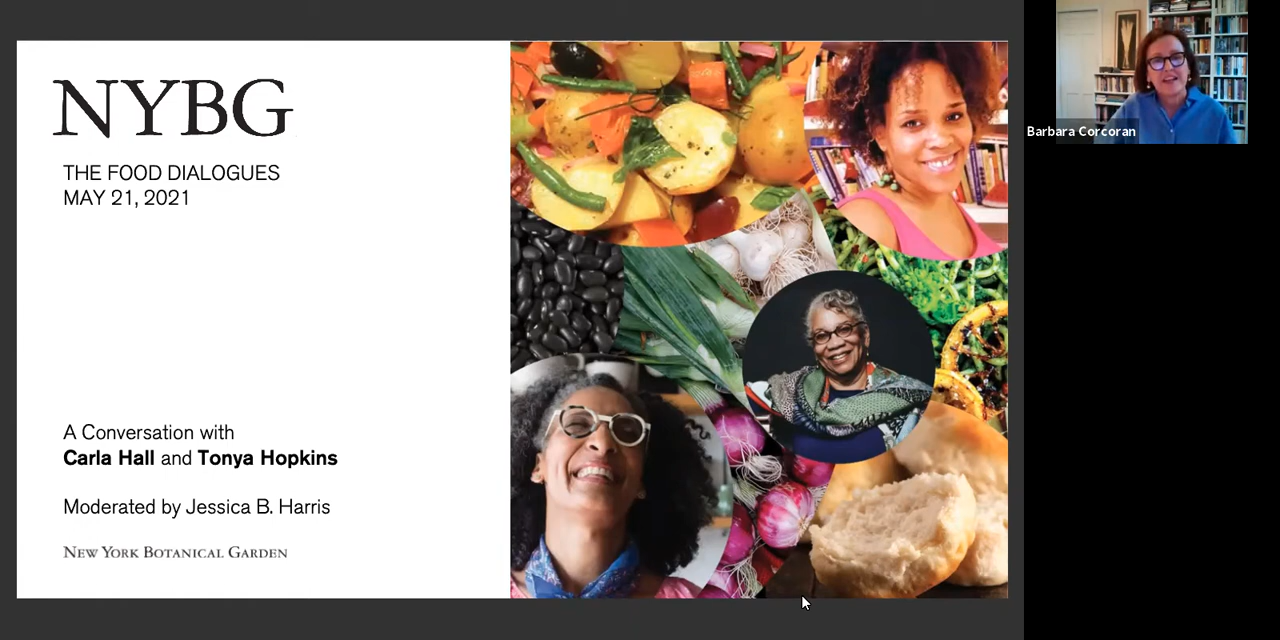 NYBG
THE FOOD DIALOGUES
MAY 21, 2021
A Conversation with
Carla Hall and Tonya Hopkins
Moderated by Jessica B. Harris
NEW YORK BOTANICAL GARDEN
Barbara Corcoran